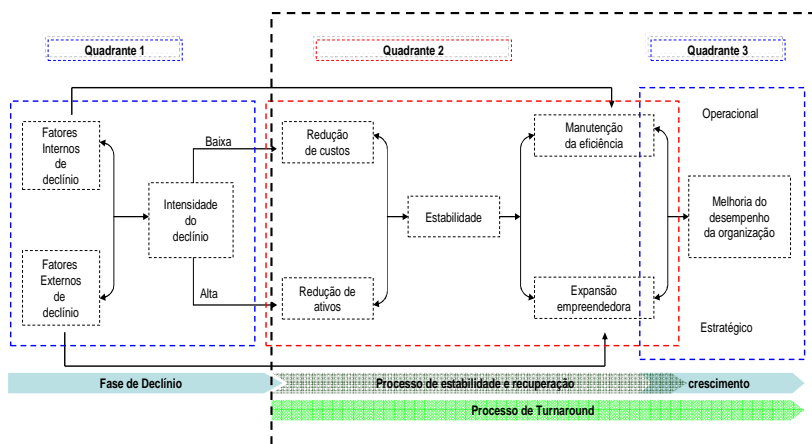 Quadrante 1
Quadrante 2
Quadrante 3
Fatores
Internos
de
declínio
Fatores
Externos
de
declínio
Intensidade
do
declínio
Baixa
Alta
Redução
de custos
Redução de
ativos
Estabilidade
Manutenção
da eficiência
Expansão
empreendedora
Operacional
Melhoria do
desempenho
da organização
Estratégico
Fase de Declínio
Processo de estabilidade e recuperação
crescimento
Processo de Turnaround